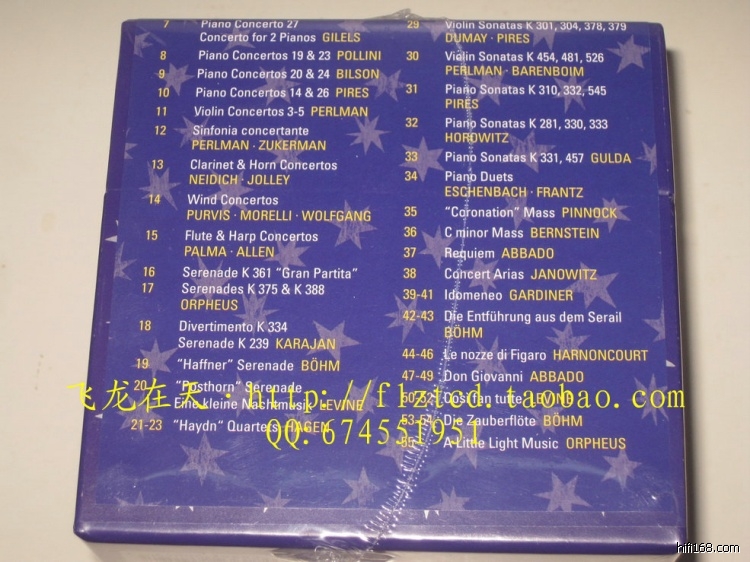 7 Piano Concerto 27
Concerto for 2 Pianos GILELS
8 Piano Concertos 19 & 23 POLLINI
9 Piano Concertos 20 & 24 BILSON
10 Piano Concertos 14 & 26 PIRES
11 Violin Concertos 3-5 PERLMAN
12 Sinfonia concertante
PERLMAN · ZUKERMAN
13 Clarinet & Horn Concertos
NEIDICH · JOLLEY
14 Wind Concertos
PURVIS · MORELLI · WOLFGANG
15 Flute & Harp Concertos
PALMA · ALLEN
16 Serenade K 361 “Gran Partita”
17 Serenades K 375 & K 388
ORPHEUS
18 Divertimento K 334
Serenade K 239 KARAJAN
19 “Haffner” Serenade BÖHM
20 “Posthorn” Serenade
Eine kleine Nachtmusik LEVINE
21-23 “Haydn” Quartets HAGEN
29 Violin Sonatas K 301, 304, 378, 379
DUMAY · PIRES
30 Violin Sonatas K 454, 481, 526
PERLMAN · BARENBOIM
31 Piano Sonatas K 310, 332, 545
PIRES
32 Piano Sonatas K 281, 330, 333
HOROWITZ
33 Piano Sonatas K 331, 457 GULDA
34 Piano Duets
ESCHENBACH · FRANTZ
35 “Coronation” Mass PINNOCK
36 C minor Mass BERNSTEIN
37 Requiem ABBADO
38 Concert Arias JANOWITZ
39-41 Idomeneo GARDINER
42-43 Die Entführung aus dem Serail
BÖHM
44-46 Le nozze di Figaro HARNONCOURT
47-49 Don Giovanni ABBADO
50-52 Così fan tutte LEVINE
53-54 Die Zauberflöte BÖHM
55 A Little Light Music ORPHEUS
飞龙在天：http://flztcd.taobao.com
QQ:674551951
hifi168.com